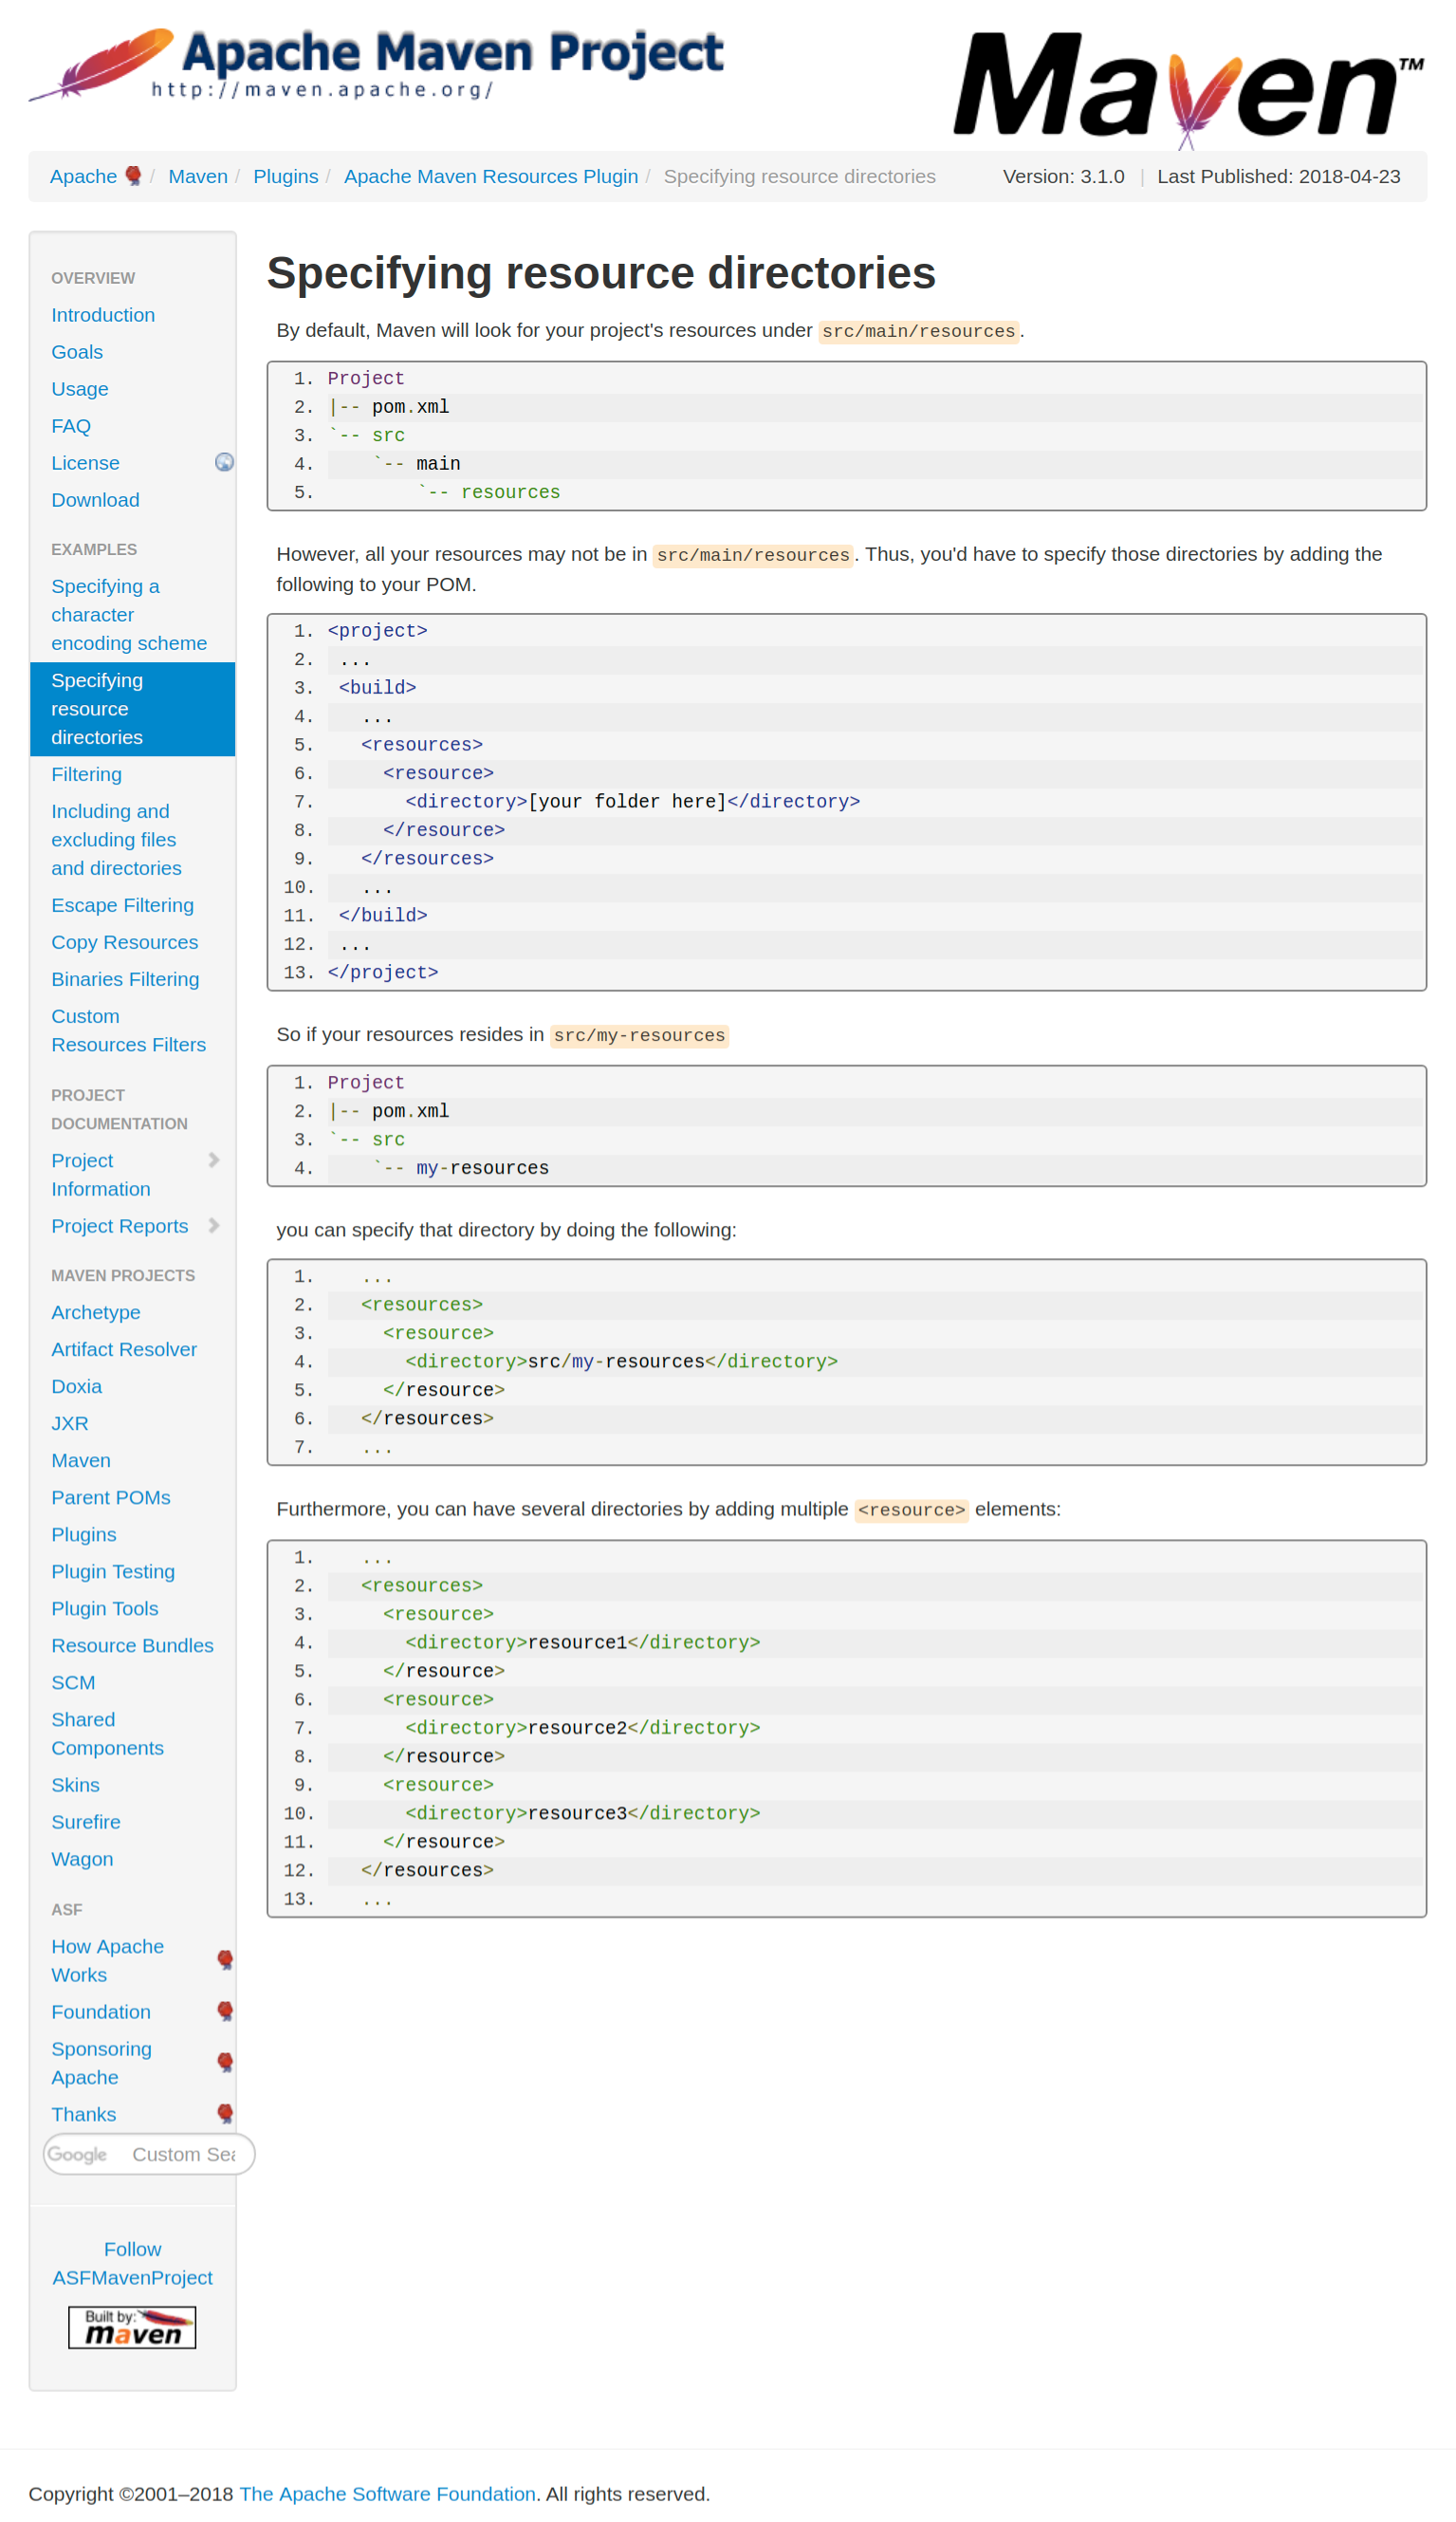 Apache Maven Project
http://maven.apache.org/
Maven™
Apache / Maven / Plugins / Apache Maven Resources Plugin / Specifying resource directories
Version: 3.1.0 | Last Published: 2018-04-23
OVERVIEW
Introduction
Goals
Usage
FAQ
License
Download
EXAMPLES
Specifying a
character
encoding scheme
Specifying
resource
directories
Filtering
Including and
excluding files
and directories
Escape Filtering
Copy Resources
Binaries Filtering
Custom
Resources Filters
PROJECT
DOCUMENTATION
Project
Information
Project Reports
MAVEN PROJECTS
Archetype
Artifact Resolver
Doxia
JXR
Maven
Parent POMs
Plugins
Plugin Testing
Plugin Tools
Resource Bundles
SCM
Shared
Components
Skins
Surefire
Wagon
ASF
How Apache
Works
Foundation
Sponsoring
Apache
Thanks
Google Custom Sea
Follow
ASFMavenProject
Built by:
maven
Specifying resource directories
By default, Maven will look for your project's resources under src/main/resources.
1. Project
2. |-- pom.xml
3. `-- src
4.     `-- main
5.         `-- resources
However, all your resources may not be in src/main/resources. Thus, you'd have to specify those directories by adding the
following to your POM.
1. <project>
2.  ...
3.  <build>
4.    ...
5.    <resources>
6.      <resource>
7.        <directory>[your folder here]</directory>
8.      </resource>
9.    </resources>
10.    ...
11.  </build>
12.  ...
13. </project>
So if your resources resides in src/my-resources
1. Project
2. |-- pom.xml
3. `-- src
4.     `-- my-resources
you can specify that directory by doing the following:
1.    ...
2.    <resources>
3.      <resource>
4.        <directory>src/my-resources</directory>
5.      </resource>
6.    </resources>
7.    ...
Furthermore, you can have several directories by adding multiple <resource> elements:
1.    ...
2.    <resources>
3.      <resource>
4.        <directory>resource1</directory>
5.      </resource>
6.      <resource>
7.        <directory>resource2</directory>
8.      </resource>
9.      <resource>
10.        <directory>resource3</directory>
11.      </resource>
12.    </resources>
13.    ...
Copyright ©2001–2018 The Apache Software Foundation. All rights reserved.